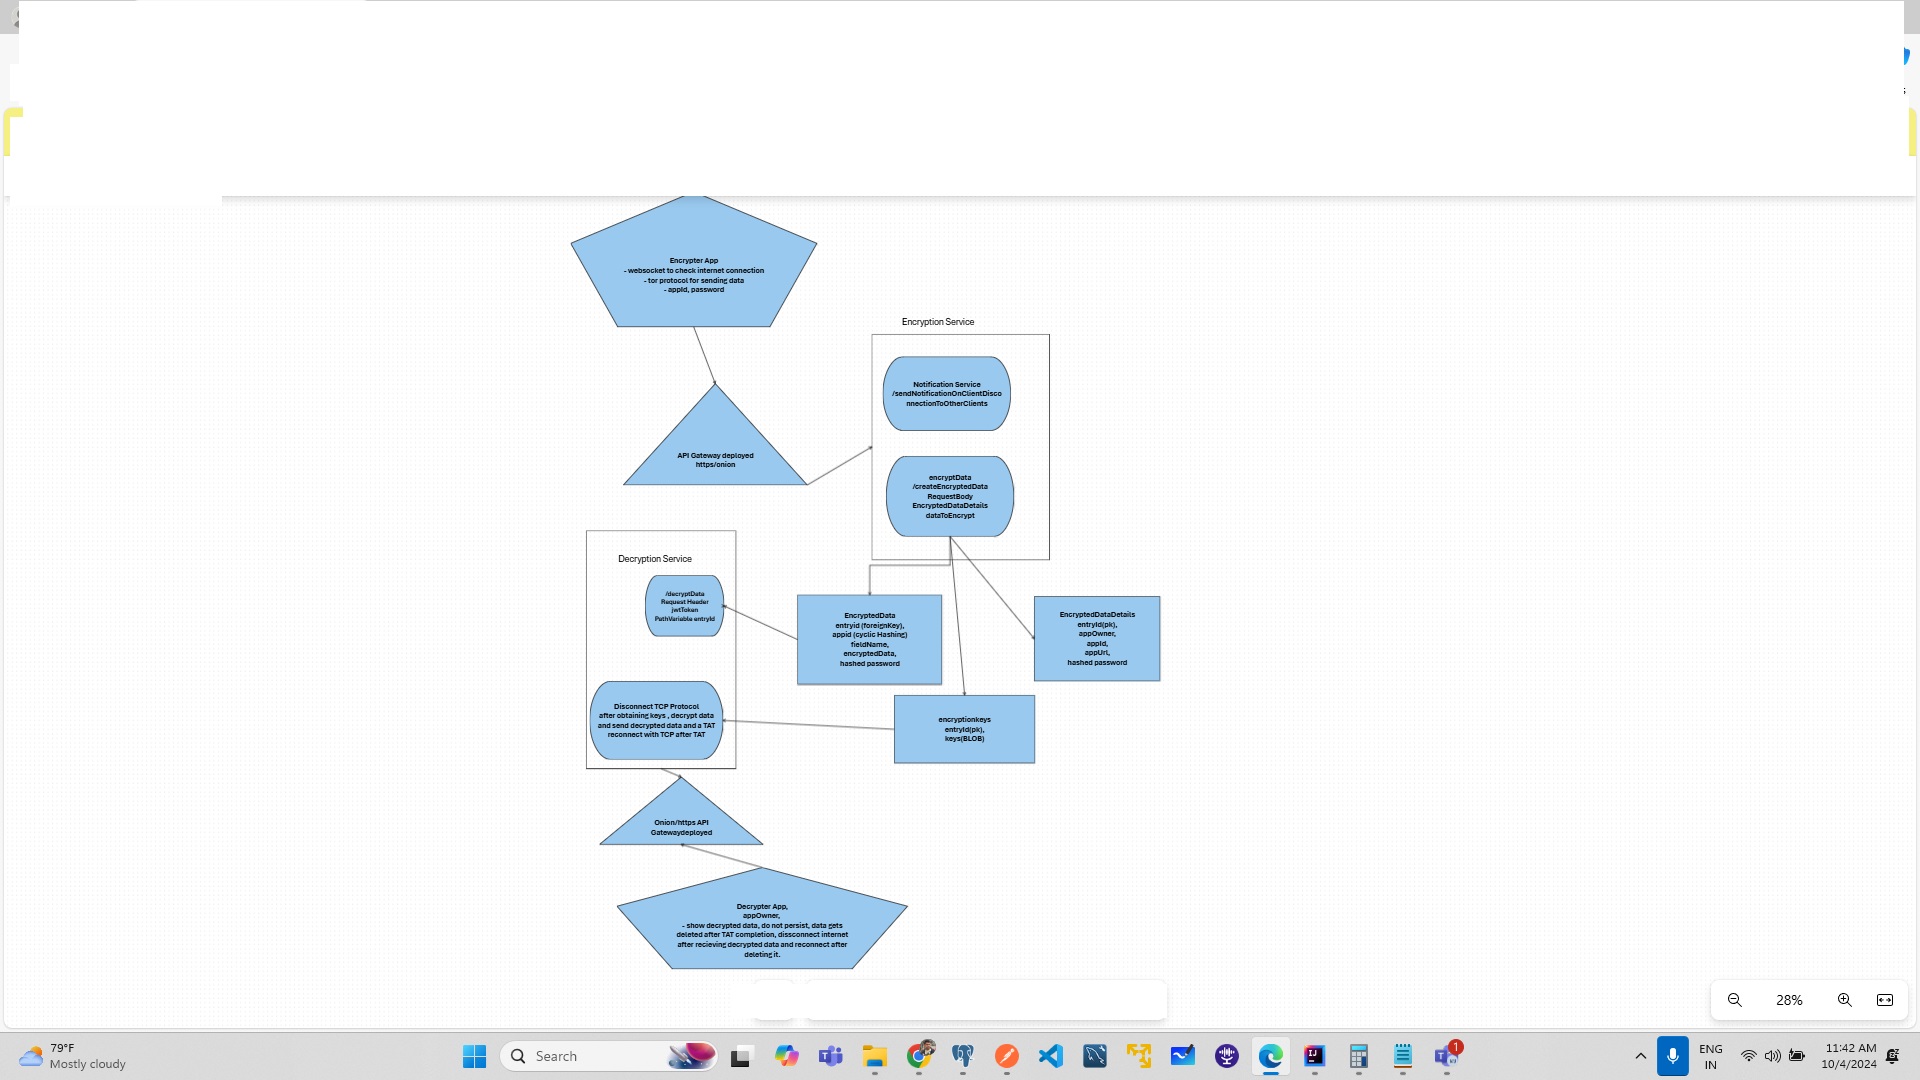 Encrypter App
- websocket to check internet connection
- tor protocol for sending data
- appId, password
Encryption Service
Notification Service
/sendNotificationOnClientDisco
nnectionToOtherClients
API Gateway deployed
https/onion
encryptData
/createEncryptedData
RequestBody
EncryptedDataDetails
dataToEncrypt
Decryption Service
/decryptData
Request Header
jwtToken
PathVariable entryId
EncryptedData
entryid (foreignKey),
appid (cyclic Hashing)
fieldName,
encryptedData,
hashed password
EncryptedDataDetails
entryId(pk),
appOwner,
appId,
appUrl,
hashed password
Disconnect TCP Protocol
after obtaining keys , decrypt data
and send decrypted data and a TAT
reconnect with TCP after TAT
encryptionkeys
entryId(pk),
keys(BLOB)
Onion/https API
Gatewaydeployed
Decrypter App,
appOwner,
- show decrypted data, do not persist, data gets
deleted after TAT completion, dissconnect internet
after recieving decrypted data and reconnect after
deleting it.
28%
79°F
Mostly cloudy
Search
1
ENG
IN
11:42 AM
10/4/2024